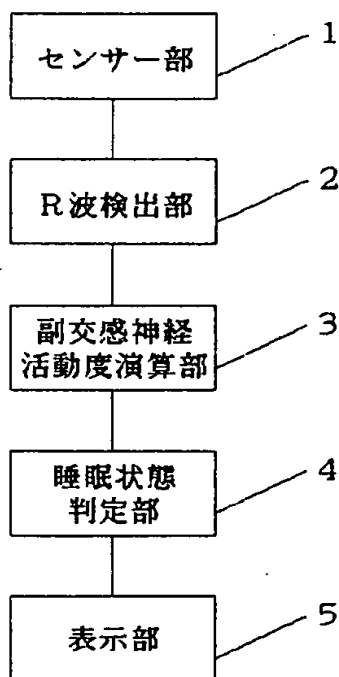 センサー部
1
R波検出部
2
副交感神経
活動度演算部
3
睡眠状態
判定部
4
表示部
5